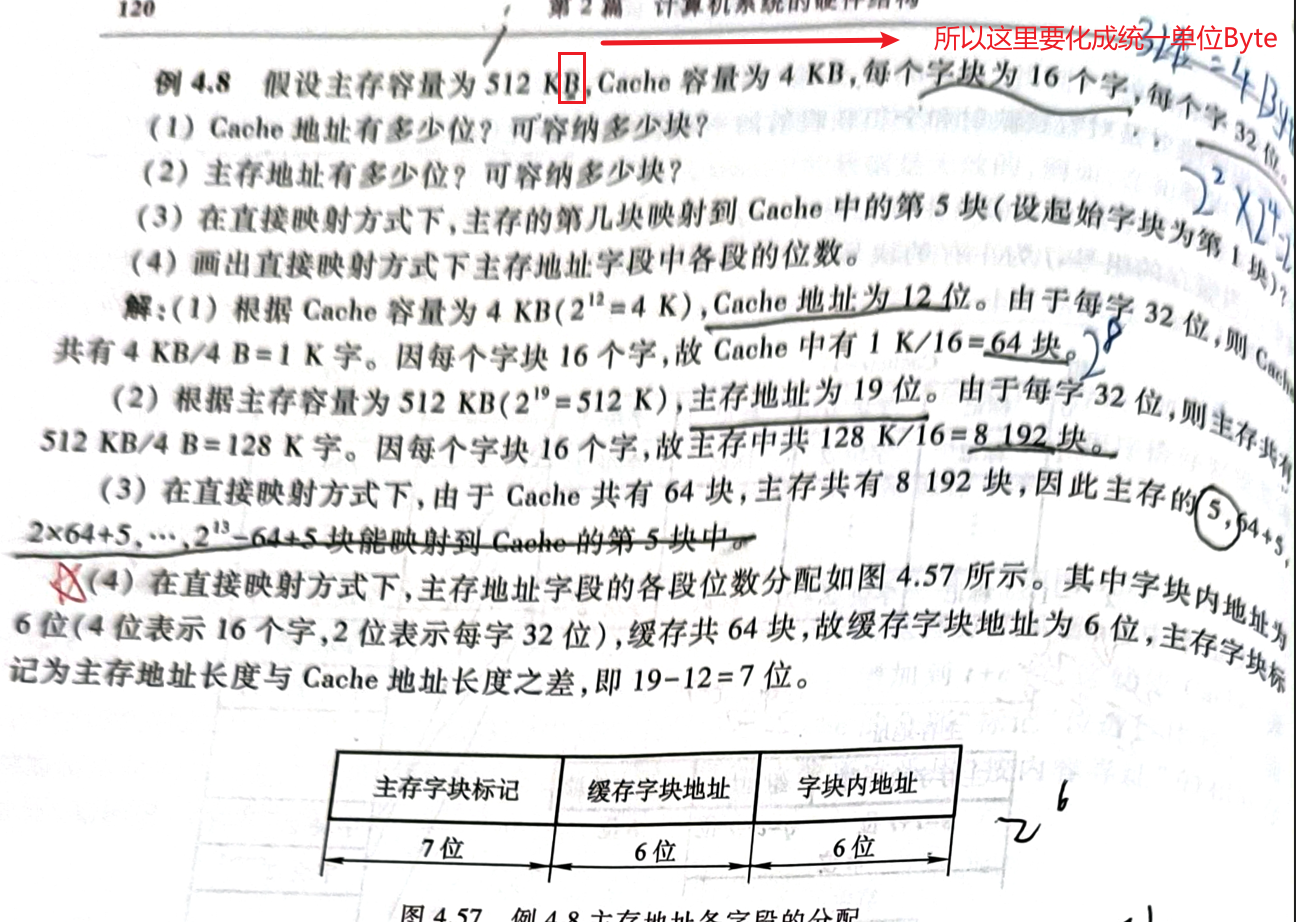 120 第2篇 计算机系统的硬件结构
所以这里要化成统一单位Byte
例 4.8 假设主存容量为 512 KB,Cache 容量为 4 KB,每个字块为 16 个字,每个字 32 位。
(1) Cache 地址有多少位？可容纳多少块？
(2) 主存地址有多少位？可容纳多少块？
(3) 在直接映射方式下,主存的第几块映射到 Cache 中的第 5 块(设起始字块为第 1 块)？
(4) 画出直接映射方式下主存地址字段中各段的位数。
解:(1) 根据 Cache 容量为 4 KB(2¹²=4 K),Cache 地址为 12 位。由于每字 32 位,则 Cache
共有 4 KB/4 B=1 K 字。因每个字块 16 个字,故 Cache 中有 1 K/16=64 块。
2⁸
(2) 根据主存容量为 512 KB(2¹⁹=512 K),主存地址为 19 位。由于每字 32 位,则主存共有
512 KB/4 B=128 K 字。因每个字块 16 个字,故主存中共 128 K/16=8 192 块。
(3) 在直接映射方式下,由于 Cache 共有 64 块,主存共有 8 192 块,因此主存的 5,64+5,
2×64+5,…,2¹³-64+5 块能映射到 Cache 的第 5 块中。
(4) 在直接映射方式下,主存地址字段的各段位数分配如图 4.57 所示。其中字块内地址为
6 位(4 位表示 16 个字,2 位表示每字 32 位),缓存共 64 块,故缓存字块地址为 6 位,主存字块标
记为主存地址长度与 Cache 地址长度之差,即 19-12=7 位。
主存字块标记 缓存字块地址 字块内地址
7 位 6 位 6 位
2⁶
图 4.57 例 4.8 主存地址各字段的分配